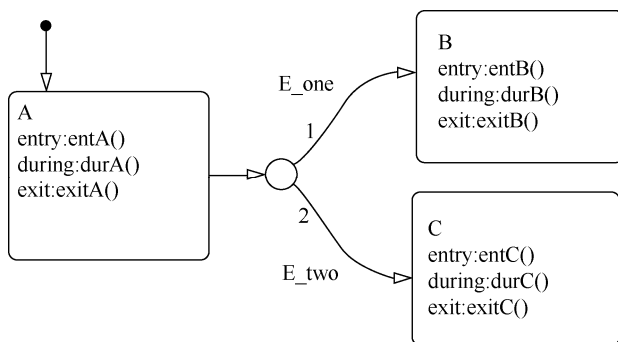 A
entry:entA()
during:durA()
exit:exitA()
E_one
1
2
E_two
B
entry:entB()
during:durB()
exit:exitB()
C
entry:entC()
during:durC()
exit:exitC()